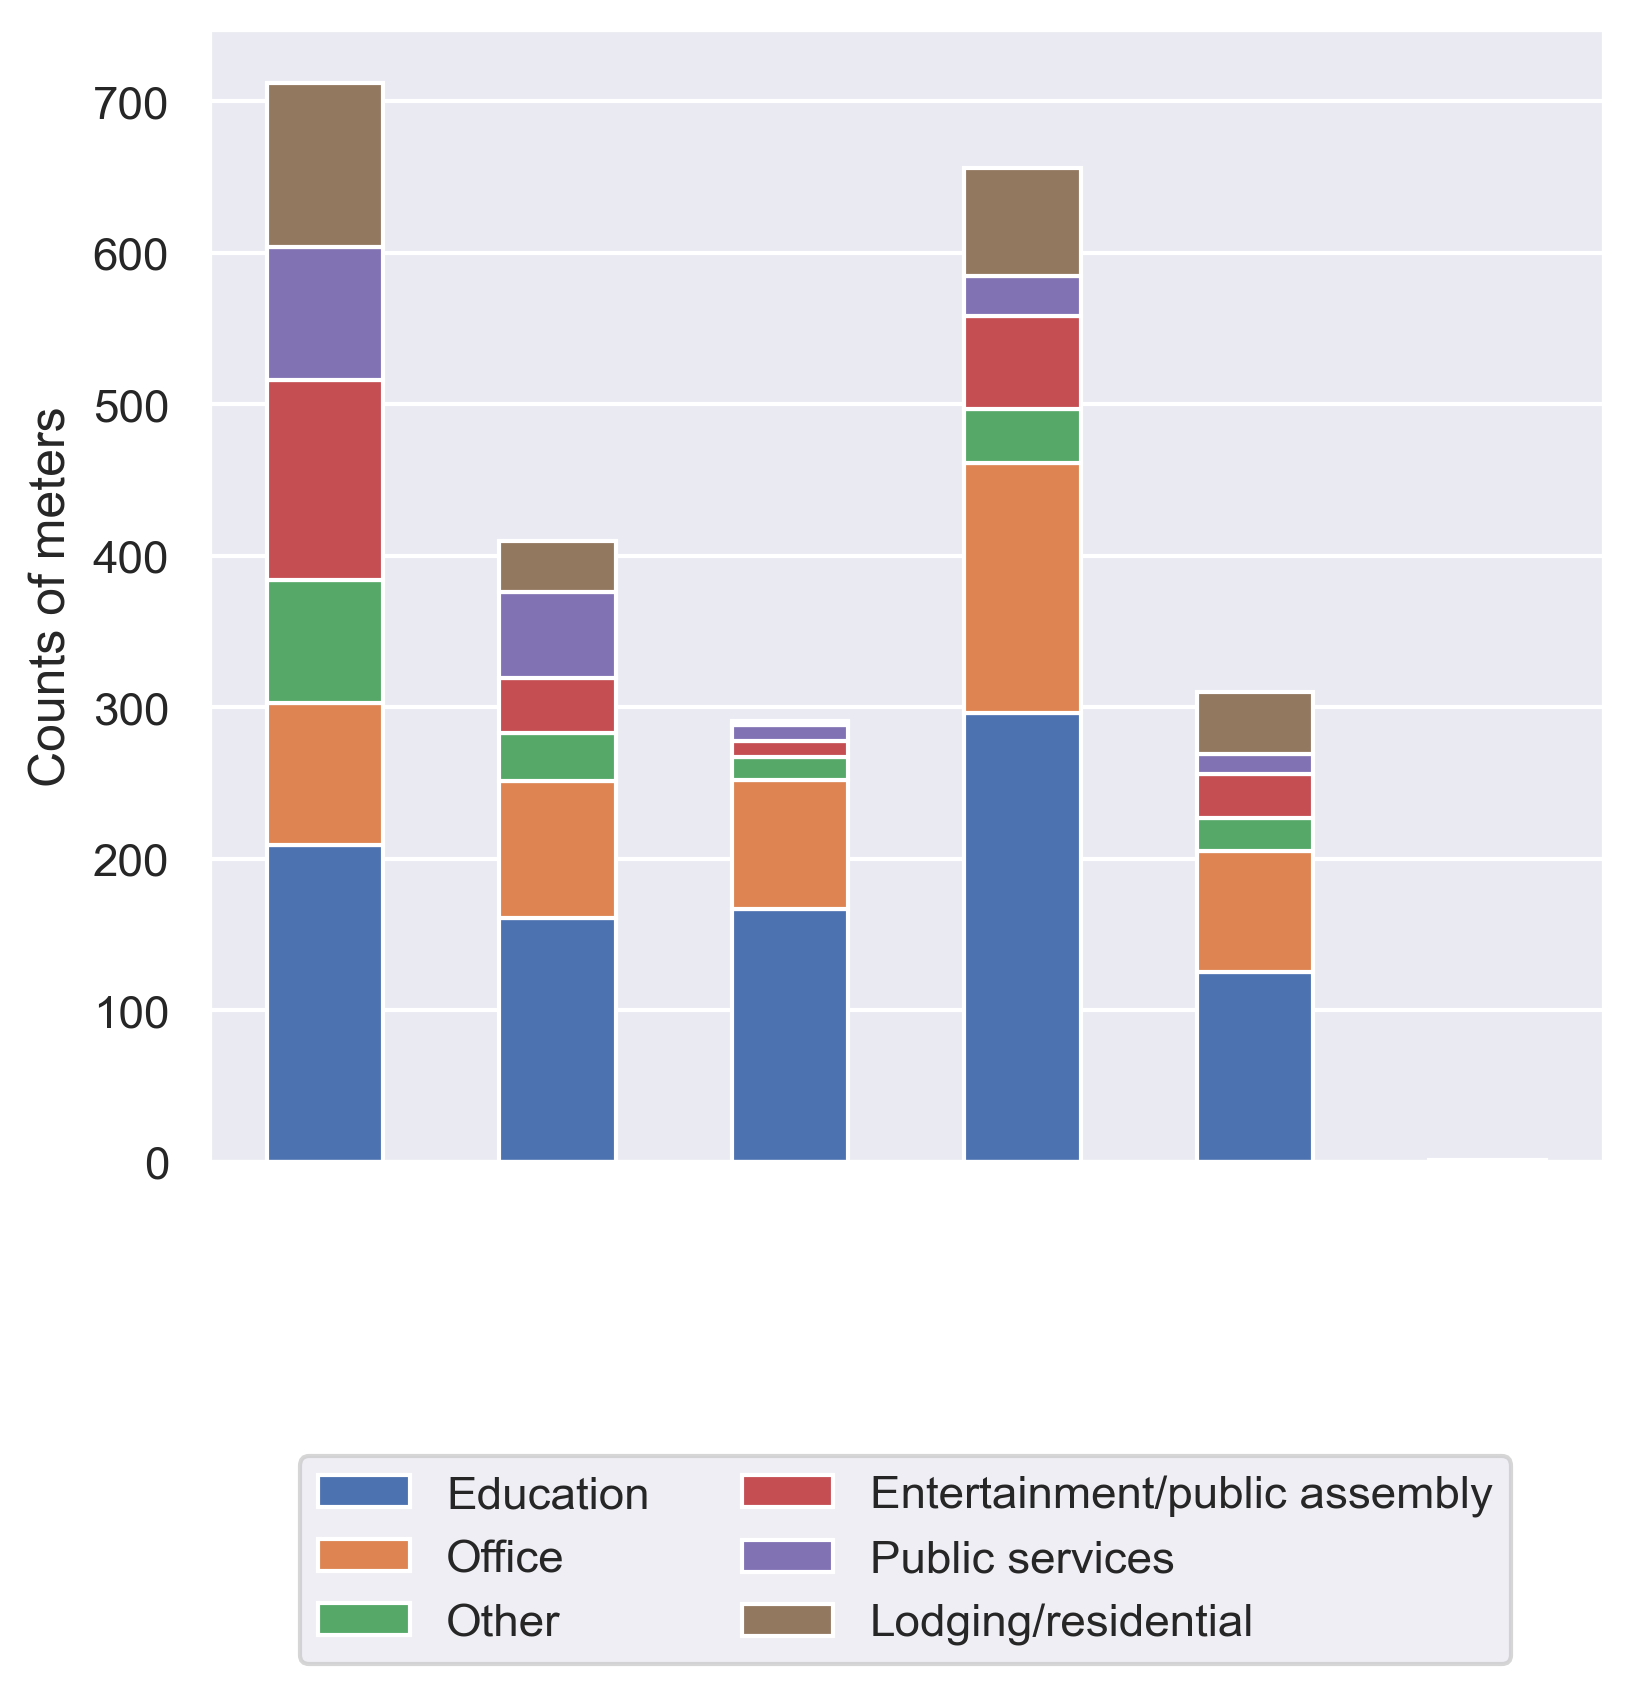 700
600
500
400
300
200
100
0
Counts of meters
Education
Office
Other
Entertainment/public assembly
Public services
Lodging/residential